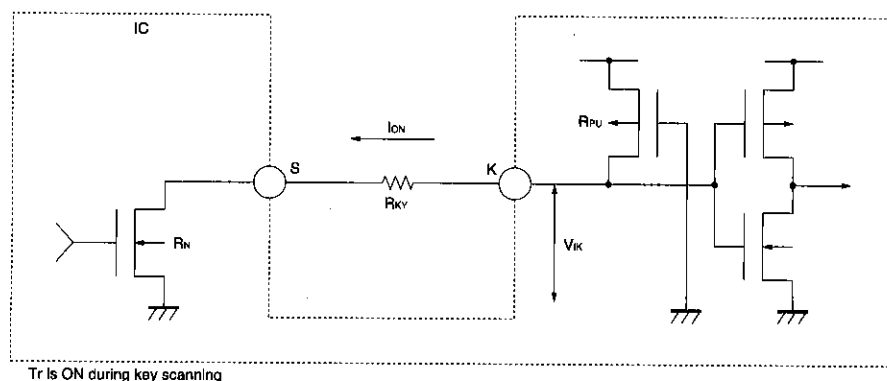 IC
ION
RPU
S
K
RKY
RN
VIK
Tr is ON during key scanning